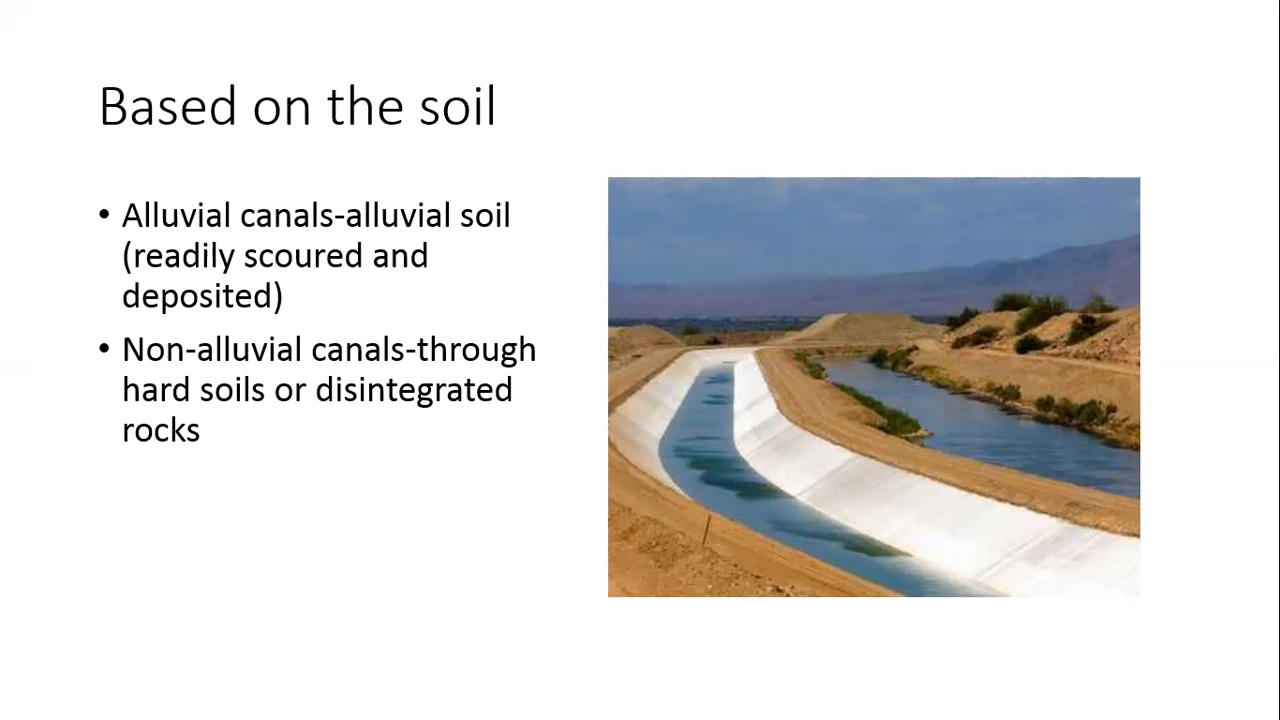 Based on the soil
• Alluvial canals-alluvial soil
(readily scoured and
deposited)
• Non-alluvial canals-through
hard soils or disintegrated
rocks